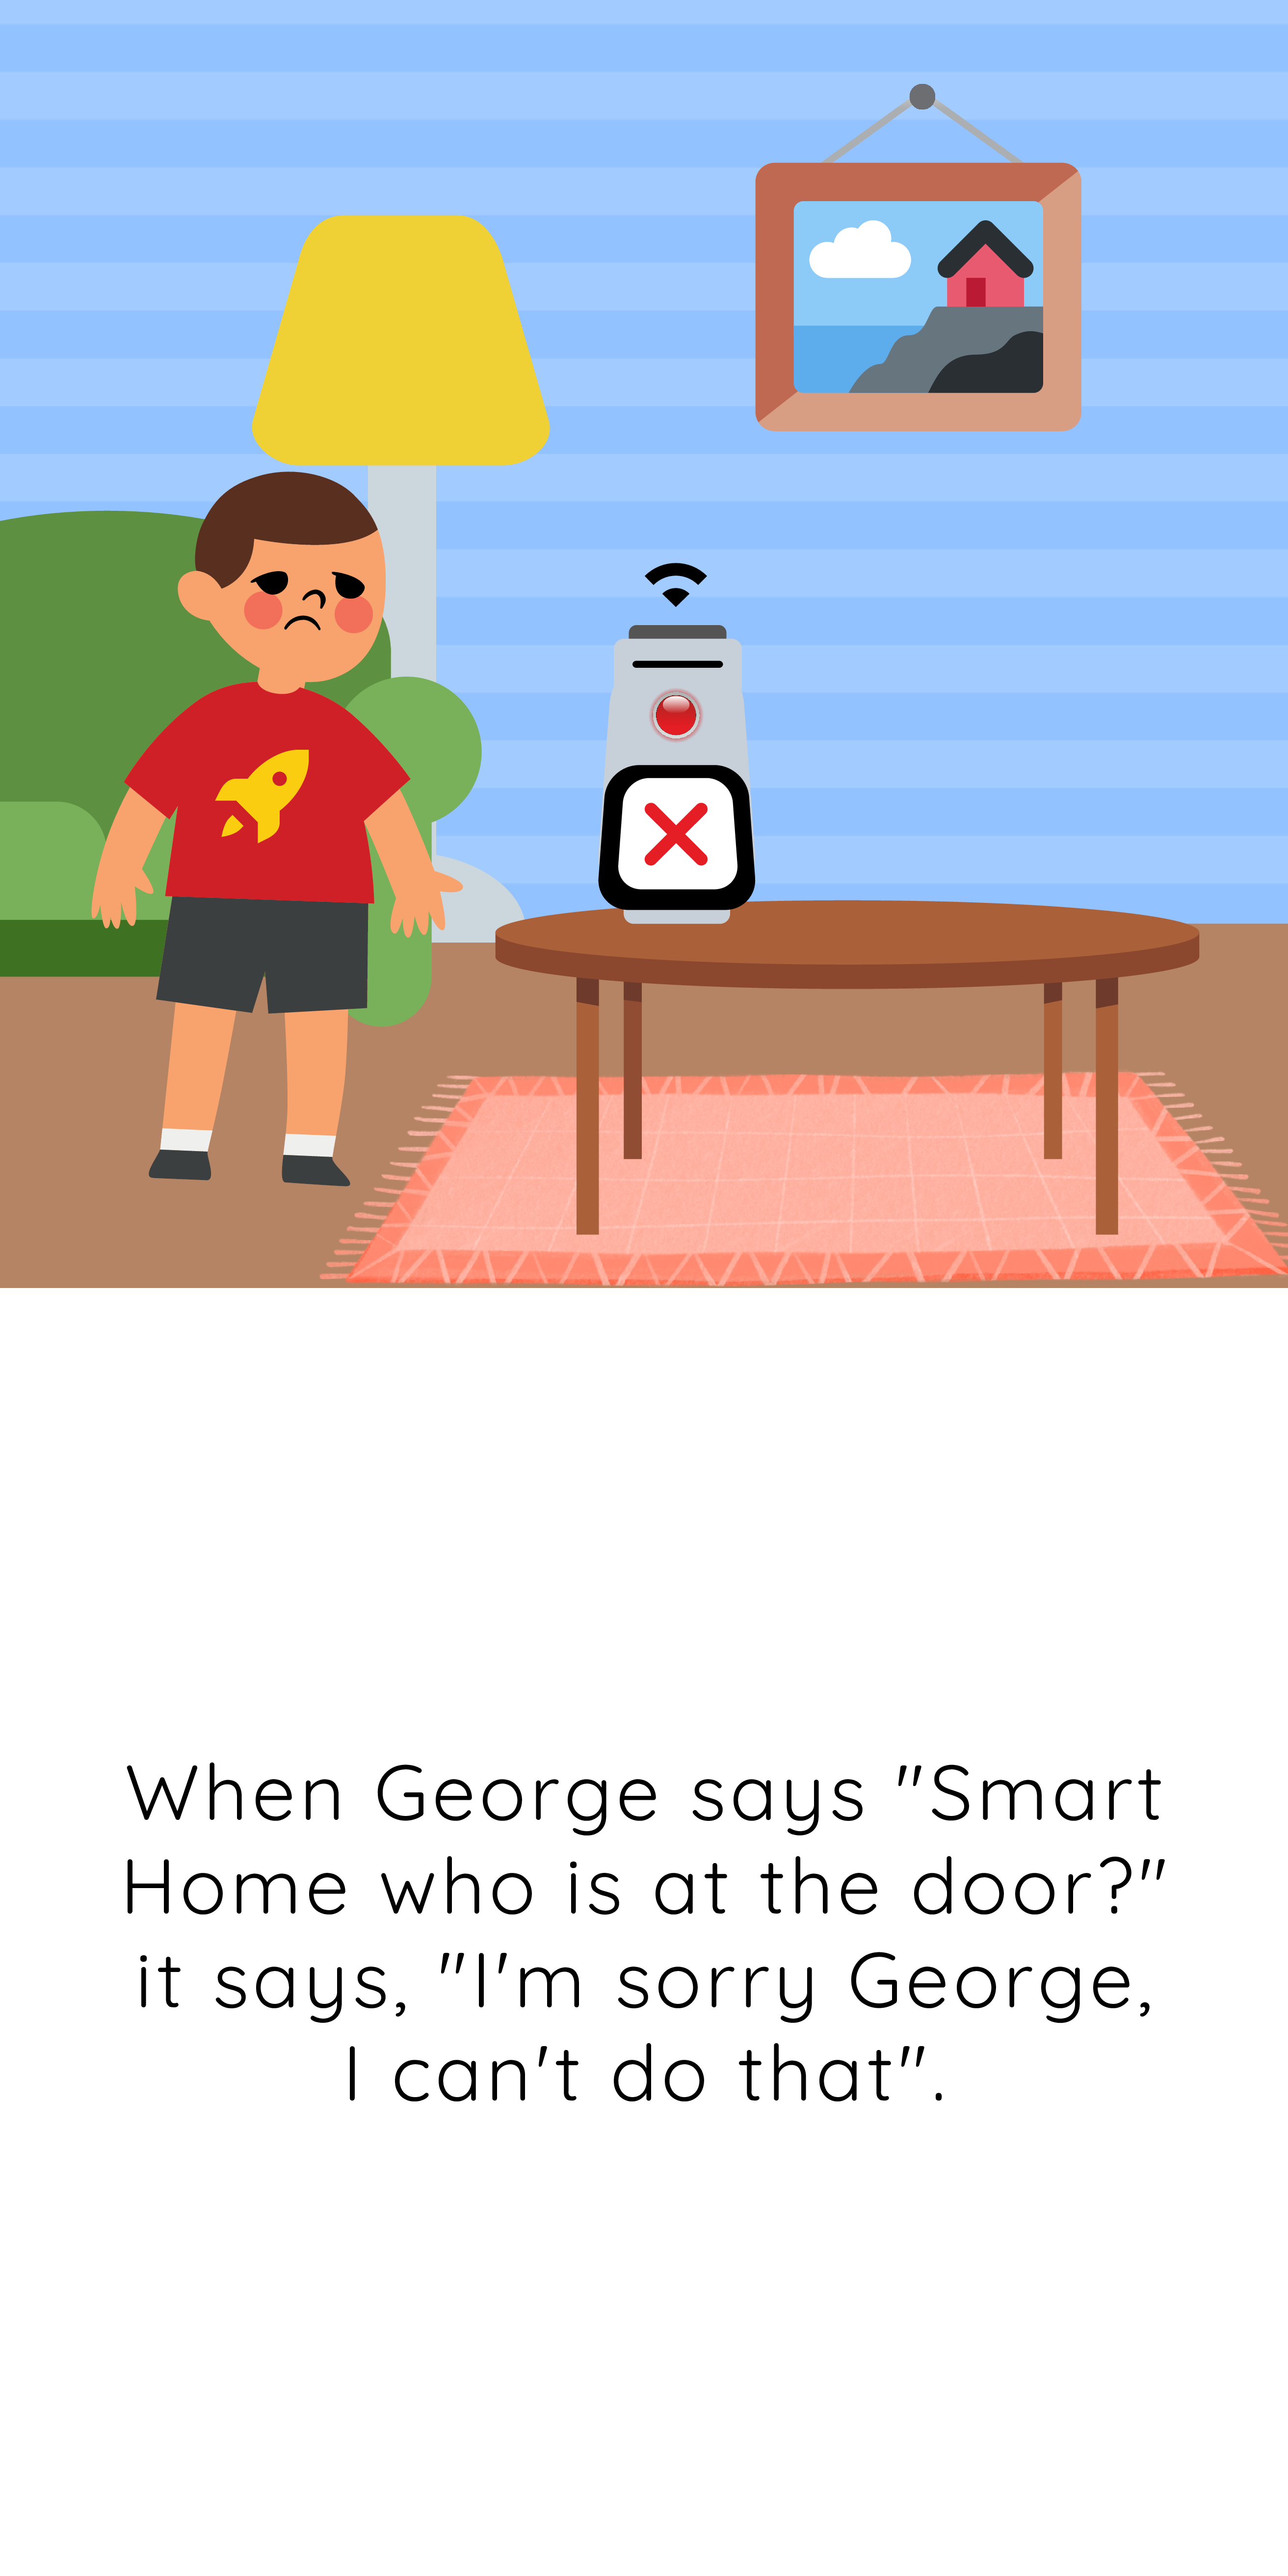 When George says "Smart
Home who is at the door?"
it says, "I'm sorry George,
I can't do that".